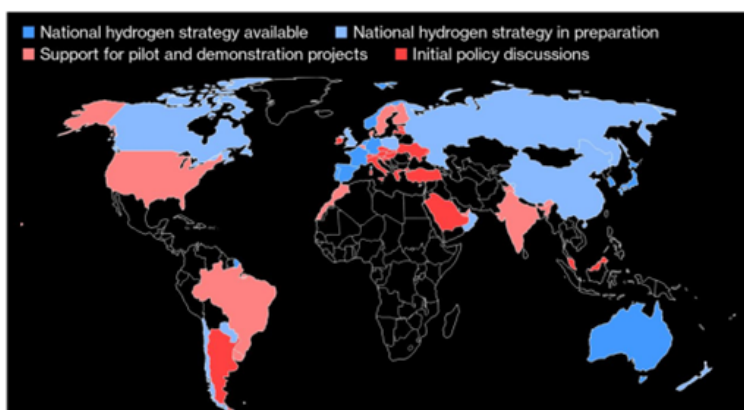 National hydrogen strategy available National hydrogen strategy in preparation
Support for pilot and demonstration projects Initial policy discussions